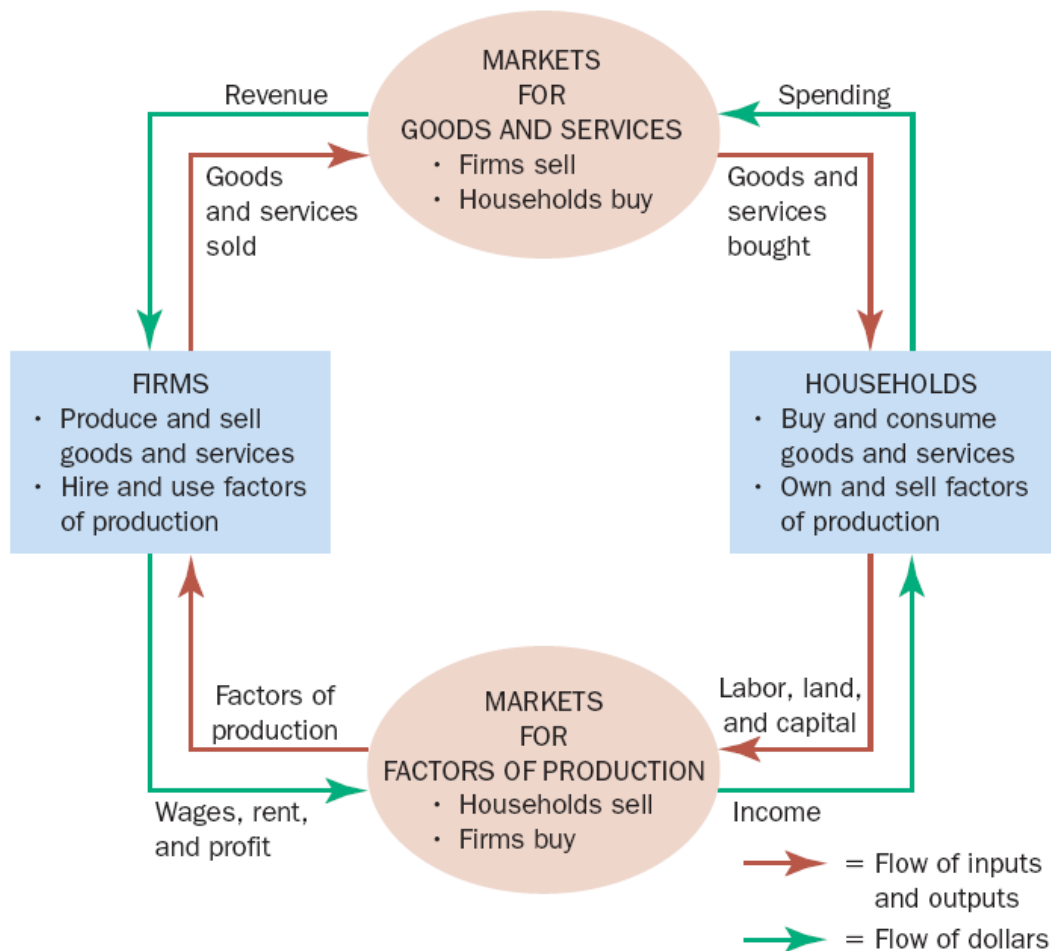 MARKETS
FOR
GOODS AND SERVICES
· Firms sell
· Households buy
Revenue
Spending
Goods
and services
sold
Goods and
services
bought
FIRMS
· Produce and sell
goods and services
· Hire and use factors
of production
HOUSEHOLDS
· Buy and consume
goods and services
· Own and sell factors
of production
Factors of
production
Labor, land,
and capital
MARKETS
FOR
FACTORS OF PRODUCTION
· Households sell
· Firms buy
Wages, rent,
and profit
Income
= Flow of inputs
and outputs
= Flow of dollars